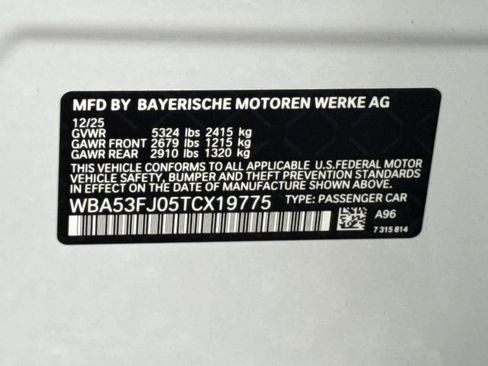 MFD BY BAYERISCHE MOTOREN WERKE AG
12/25
GVWR 5324 lbs 2415 kg
GAWR FRONT 2679 lbs 1215 kg
GAWR REAR 2910 lbs 1320 kg
THIS VEHICLE CONFORMS TO ALL APPLICABLE U.S.FEDERAL MOTOR
VEHICLE SAFETY, BUMPER AND THEFT PREVENTION STANDARDS
IN EFFECT ON THE DATE OF MANUFACTURE SHOWN ABOVE.
WBA53FJ05TCX19775 TYPE: PASSENGER CAR
A96
7 315 814